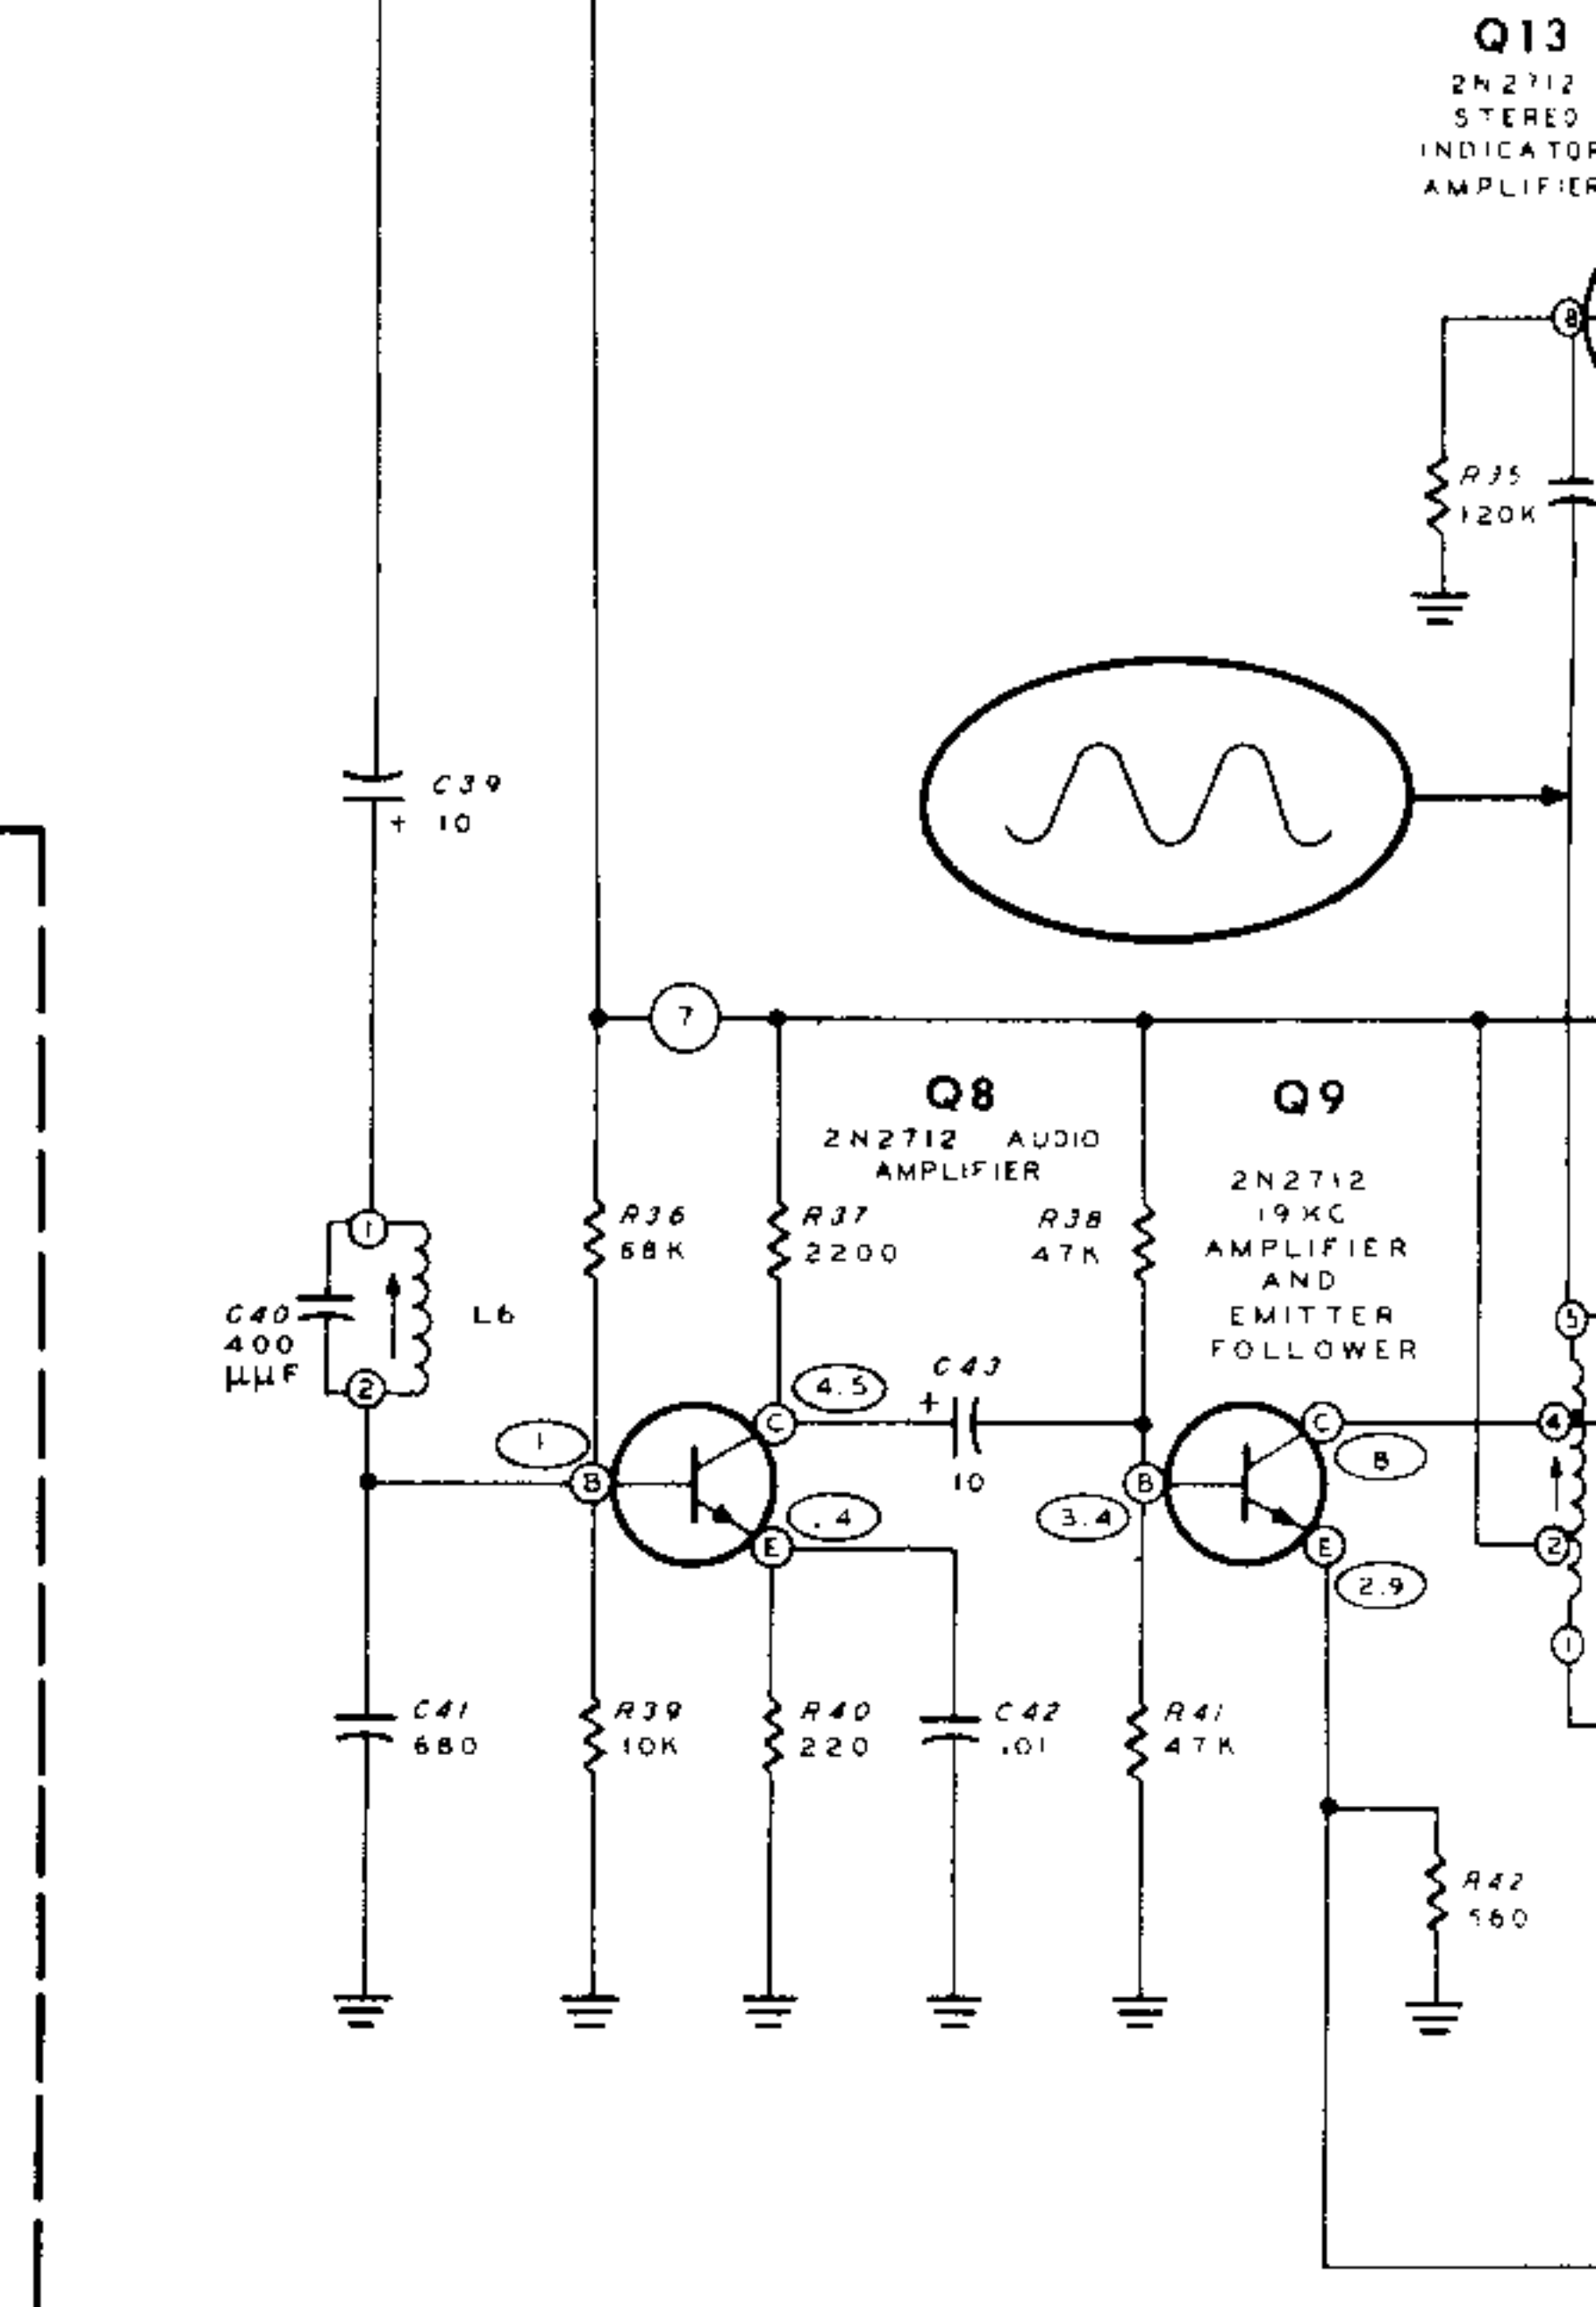 Q13
2N2712
STEREO
INDICATOR
AMPLIFIER
B
R35
120K
C39
+ 10
7
Q8
2N2712 AUDIO
AMPLIFIER
Q9
2N2712
19KC
AMPLIFIER
AND
EMITTER
FOLLOWER
1
R36
68K
R37
2200
R38
47K
C40
400
μμF
L6
2
5
C43
+
10
4.5
C
1
B
.4
E
3.4
B
C
8
E
2.9
4
2
1
C41
680
R39
10K
R40
220
C42
.01
R41
47K
R42
560